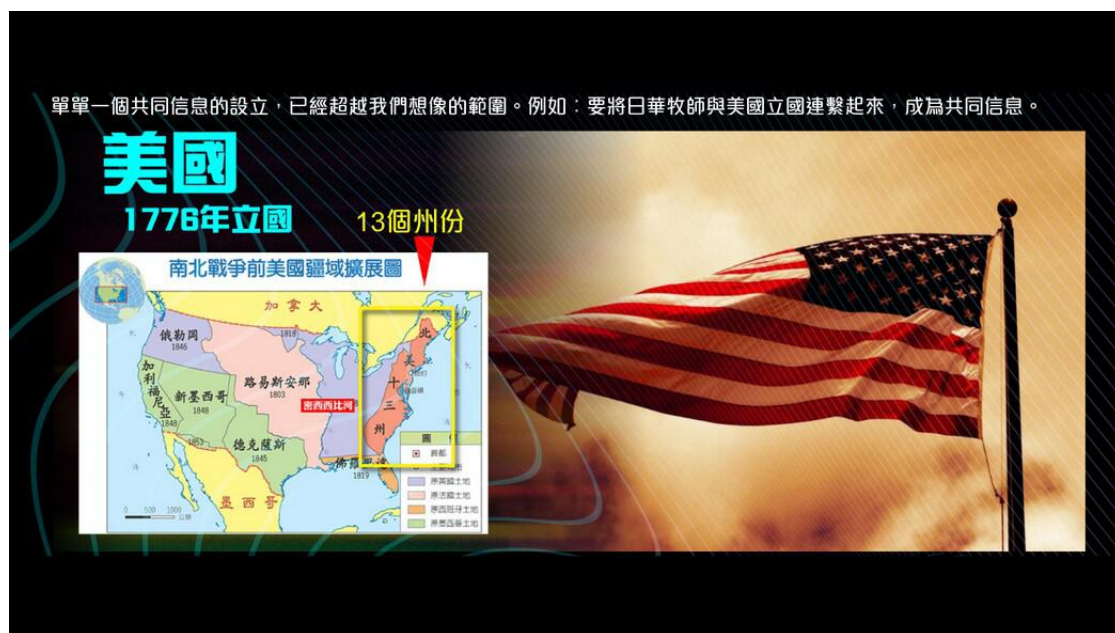 單單一個共同信息的設立，已經超越我們想像的範圍。例如：要將日華牧師與美國立國連繫起來，成為共同信息。
美國
1776年立國
13個州份
南北戰爭前美國疆域擴展圖
加拿大
俄勒岡
1846
1818
北美十三州
路易斯安那
1803
密西西比河
加利福尼亞
1848
新墨西哥
1848
1853
德克薩斯
1845
佛羅里達
1819
墨西哥
圖
首都
原英國土地
原法國土地
原西班牙土地
原墨西哥土地
0 500 1000
公里